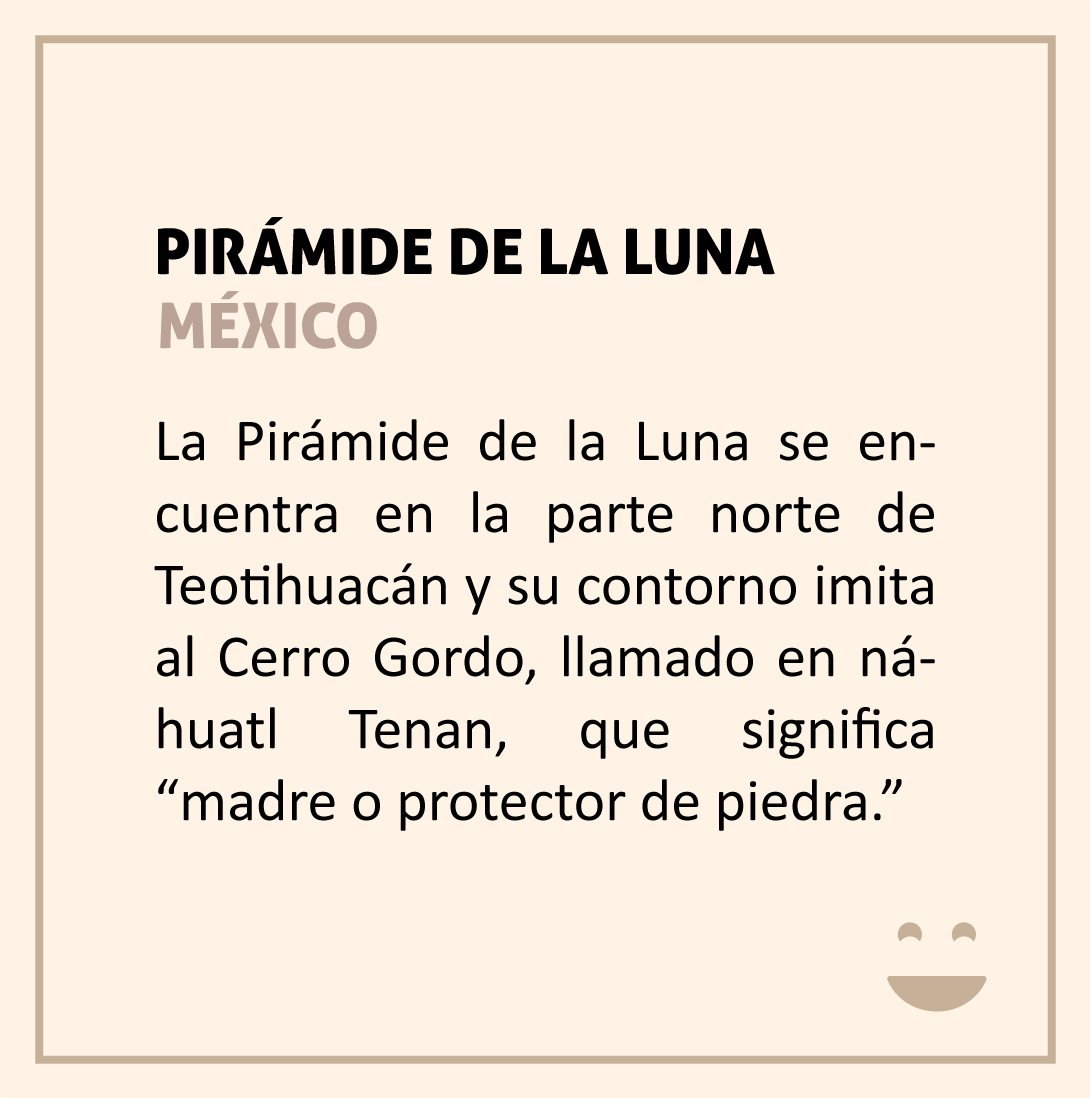 PIRÁMIDE DE LA LUNA
MÉXICO
La Pirámide de la Luna se en-
cuentra en la parte norte de
Teotihuacán y su contorno imita
al Cerro Gordo, llamado en ná-
huatl Tenan, que significa
“madre o protector de piedra.”